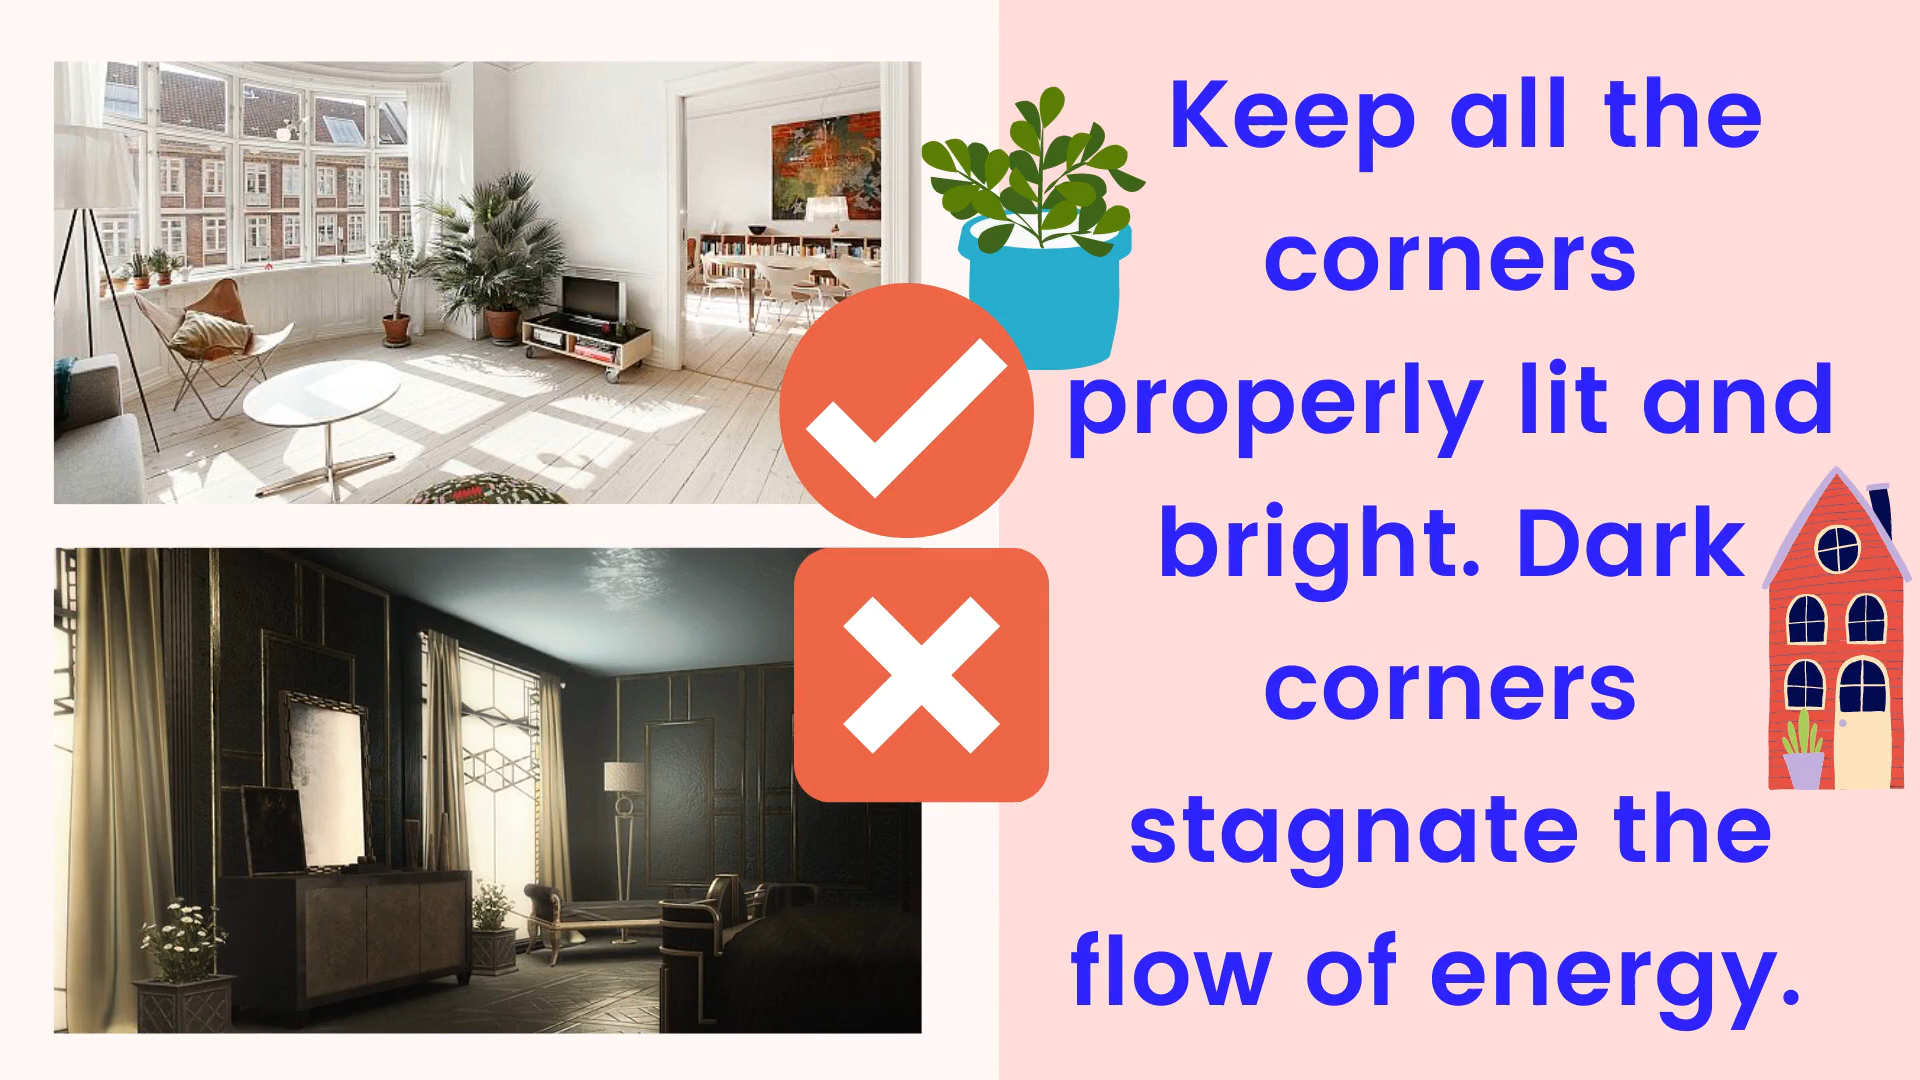 Keep all the
corners
properly lit and
bright. Dark
corners
stagnate the
flow of energy.